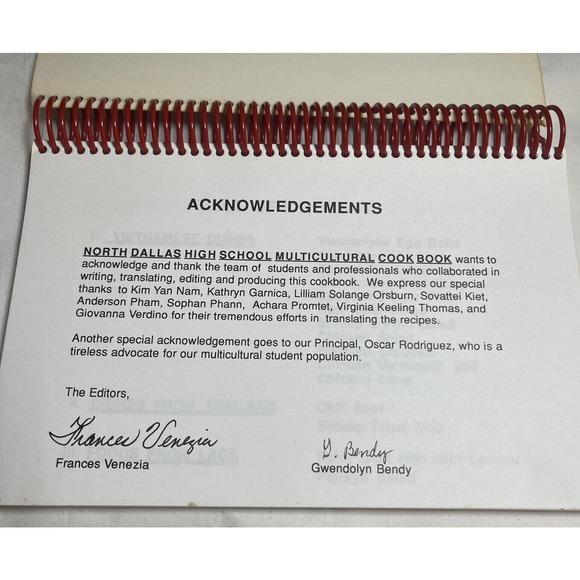 ACKNOWLEDGEMENTS
NORTH DALLAS HIGH SCHOOL MULTICULTURAL COOK BOOK wants to
acknowledge and thank the team of students and professionals who collaborated in
writing, translating, editing and producing this cookbook. We express our special
thanks to Kim Yan Nam, Kathryn Garnica, Lilliam Solange Orsburn, Sovattei Kiet,
Anderson Pham, Sophan Phann, Achara Promtet, Virginia Keeling Thomas, and
Giovanna Verdino for their tremendous efforts in translating the recipes.
Another special acknowledgement goes to our Principal, Oscar Rodriguez, who is a
tireless advocate for our multicultural student population.
The Editors,
Frances Venezia
Frances Venezia
G. Bendy
Gwendolyn Bendy